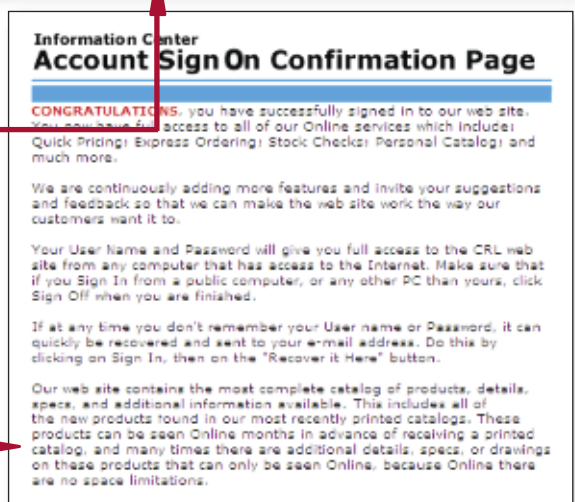 Information Center
Account Sign On Confirmation Page
CONGRATULATIONS, you have successfully signed in to our web site.
You now have full access to all of our Online services which include:
Quick Pricing; Express Ordering; Stock Checks; Personal Catalog; and
much more.
We are continuously adding more features and invite your suggestions
and feedback so that we can make the web site work the way our
customers want it to.
Your User Name and Password will give you full access to the CRL web
site from any computer that has access to the Internet. Make sure that
if you Sign In from a public computer, or any other PC than yours, click
Sign Off when you are finished.
If at any time you don't remember your User name or Password, it can
quickly be recovered and sent to your e-mail address. Do this by
clicking on Sign In, then on the "Recover it Here" button.
Our web site contains the most complete catalog of products, details,
specs, and additional information available. This includes all of
the new products found in our most recently printed catalogs. These
products can be seen Online months in advance of receiving a printed
catalog, and many times there are additional details, specs, or drawings
on these products that can only be seen Online, because Online there
are no space limitations.